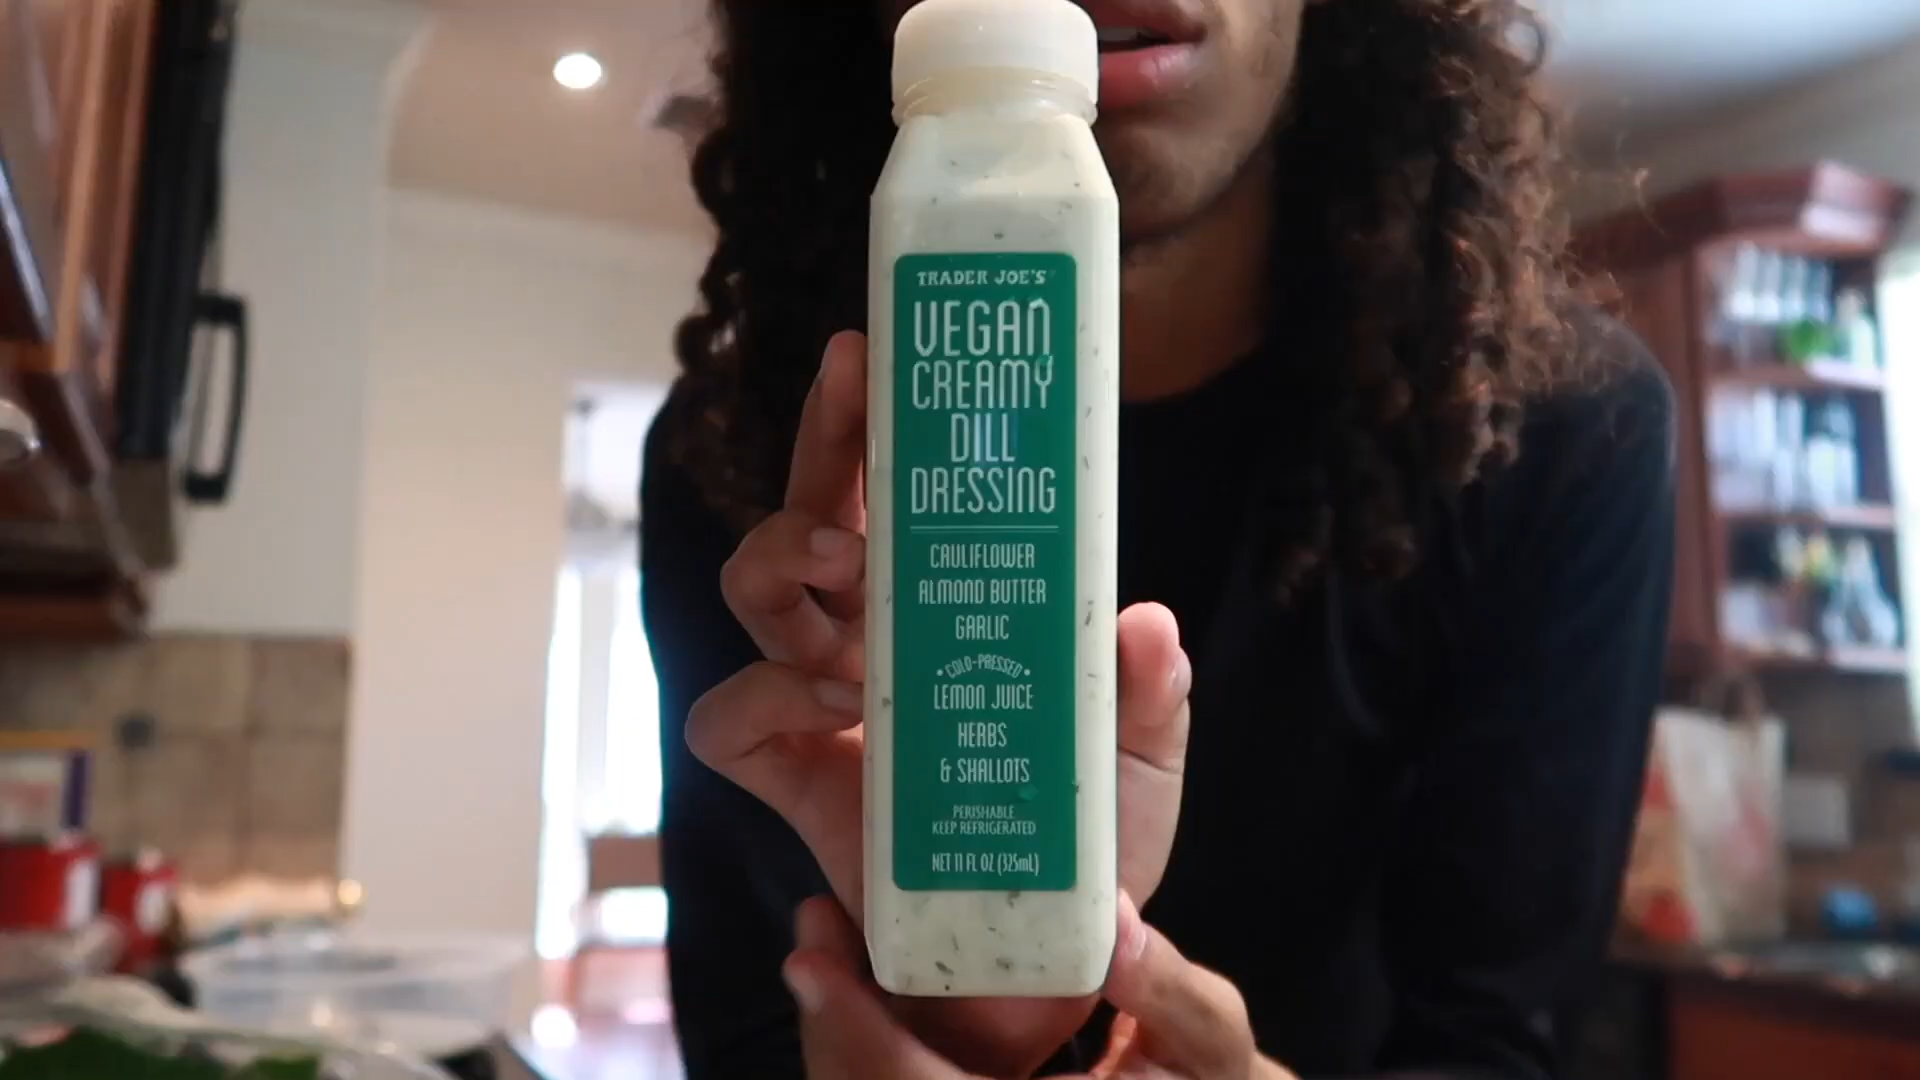 TRADER JOE'S
VEGAN
CREAMY
DILL
DRESSING
CAULIFLOWER
ALMOND BUTTER
GARLIC
• COLD-PRESSED •
LEMON JUICE
HERBS
& SHALLOTS
PERISHABLE
KEEP REFRIGERATED
NET 11 FL OZ (325mL)